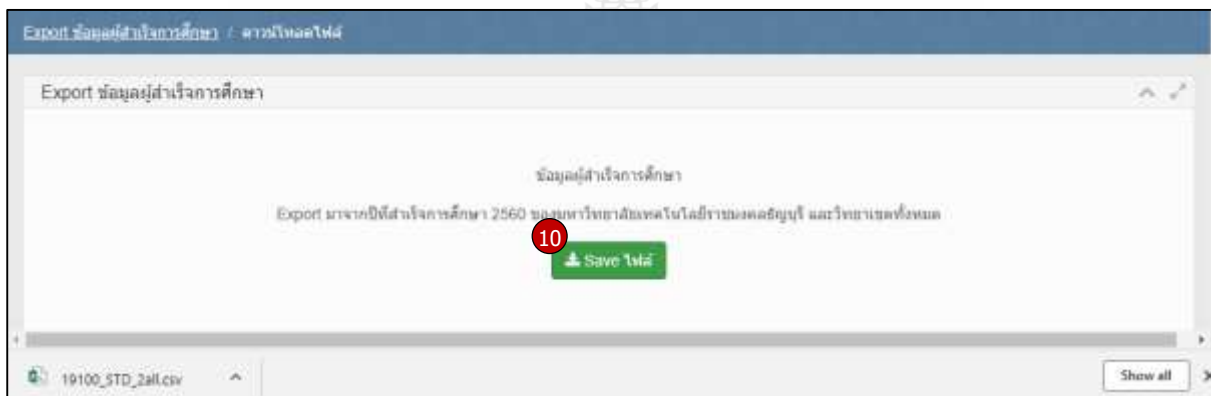 Export ข้อมูลผู้สำเร็จการศึกษา / ดาวน์โหลดไฟล์
Export ข้อมูลผู้สำเร็จการศึกษา
ข้อมูลผู้สำเร็จการศึกษา
Export มาจากปีที่สำเร็จการศึกษา 2560 ของมหาวิทยาลัยเทคโนโลยีราชมงคลธัญบุรี และวิทยาเขตทั้งหมด
10
Save ไฟล์
19100_STD_2all.csv
Show all